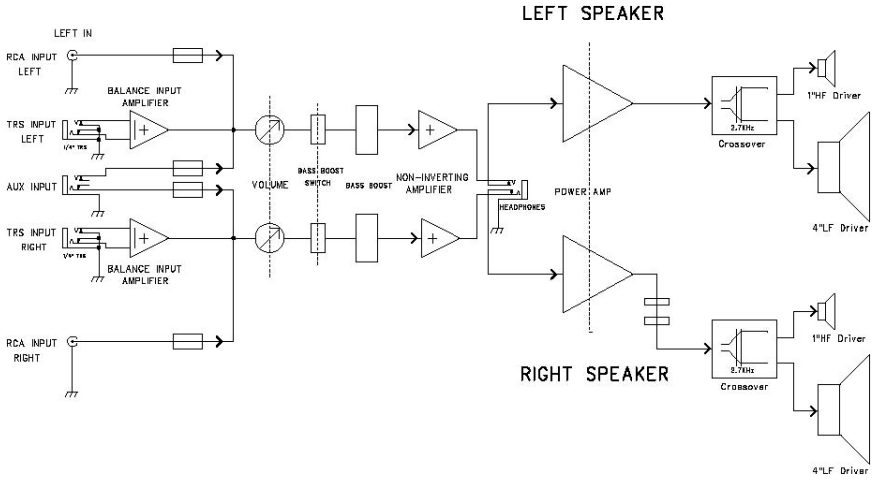 LEFT SPEAKER
LEFT IN
RCA INPUT
LEFT
BALANCE INPUT
AMPLIFIER
TRS INPUT
LEFT
1/4" TRS
AUX INPUT
TRS INPUT
RIGHT
1/4" TRS
BALANCE INPUT
AMPLIFIER
RCA INPUT
RIGHT
VOLUME
BASS BOOST
SWITCH
BASS BOOST
NON-INVERTING
AMPLIFIER
HEADPHONES
POWER AMP
2.7KHz
Crossover
1"HF Driver
4"LF Driver
RIGHT SPEAKER
2.7KHz
Crossover
1"HF Driver
4"LF Driver